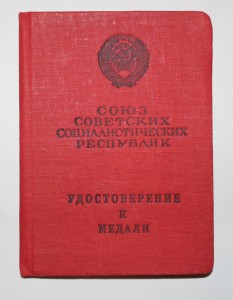 СОЮЗ
СОВЕТСКИХ
СОЦИАЛИСТИЧЕСКИХ
РЕСПУБЛИК
УДОСТОВЕРЕНИЕ
К
МЕДАЛИ